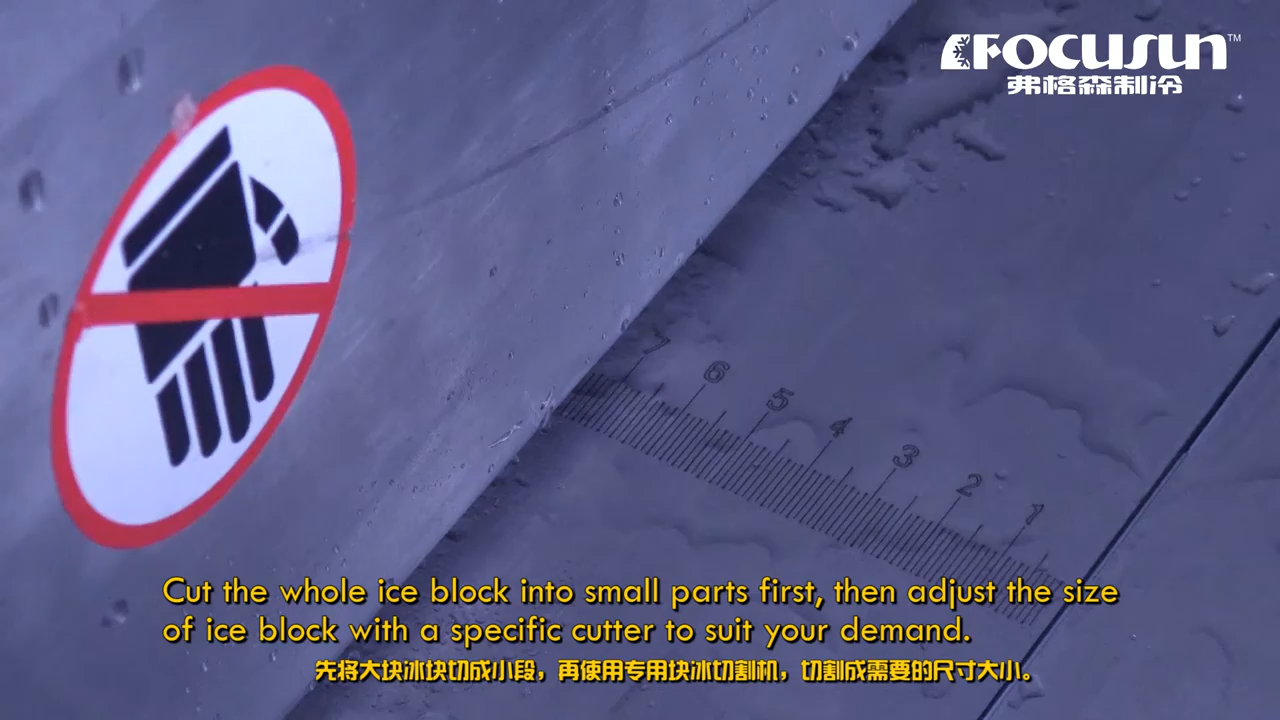 FOCUSUN™
弗格森制冷
7 6 5 4 3 2 1
Cut the whole ice block into small parts first, then adjust the size
of ice block with a specific cutter to suit your demand.
先将大块冰块切成小段，再使用专用块冰切割机，切割成需要的尺寸大小。